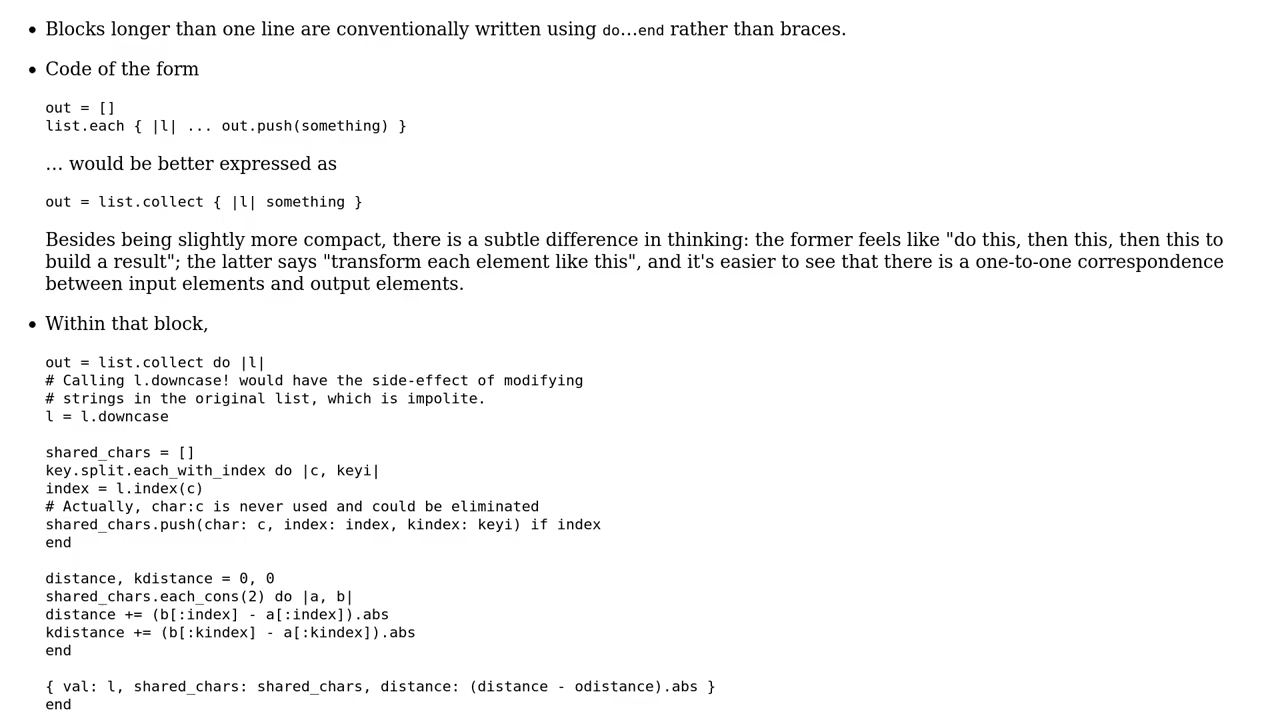 • Blocks longer than one line are conventionally written using do…end rather than braces.
• Code of the form
out = []
list.each { |l| ... out.push(something) }
… would be better expressed as
out = list.collect { |l| something }
Besides being slightly more compact, there is a subtle difference in thinking: the former feels like "do this, then this, then this to
build a result"; the latter says "transform each element like this", and it's easier to see that there is a one-to-one correspondence
between input elements and output elements.
• Within that block,
out = list.collect do |l|
# Calling l.downcase! would have the side-effect of modifying
# strings in the original list, which is impolite.
l = l.downcase
shared_chars = []
key.split.each_with_index do |c, keyi|
index = l.index(c)
# Actually, char:c is never used and could be eliminated
shared_chars.push(char: c, index: index, kindex: keyi) if index
end
distance, kdistance = 0, 0
shared_chars.each_cons(2) do |a, b|
distance += (b[:index] - a[:index]).abs
kdistance += (b[:kindex] - a[:kindex]).abs
end
{ val: l, shared_chars: shared_chars, distance: (distance - odistance).abs }
end